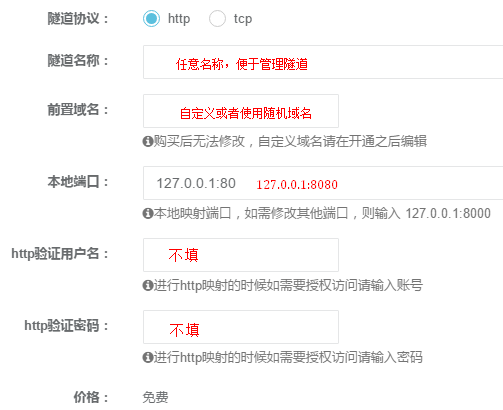 隧道协议： http tcp
隧道名称： 任意名称，便于管理隧道
前置域名： 自定义或者使用随机域名
购买后无法修改，自定义域名请在开通之后编辑
本地端口： 127.0.0.1:80 127.0.0.1:8080
本地映射端口，如需修改其他端口，则输入 127.0.0.1:8000
http验证用户名： 不填
进行http映射的时候如需要授权访问请输入账号
http验证密码： 不填
进行http映射的时候如需要授权访问请输入密码
价格： 免费